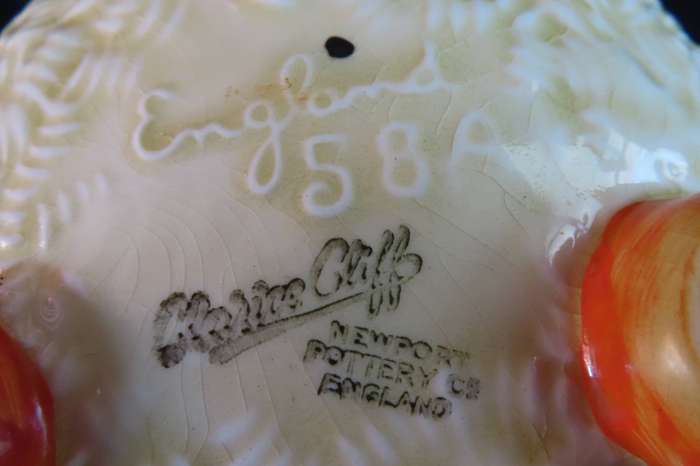 England
58A
Clarice Cliff
NEWPORT
POTTERY Co
ENGLAND